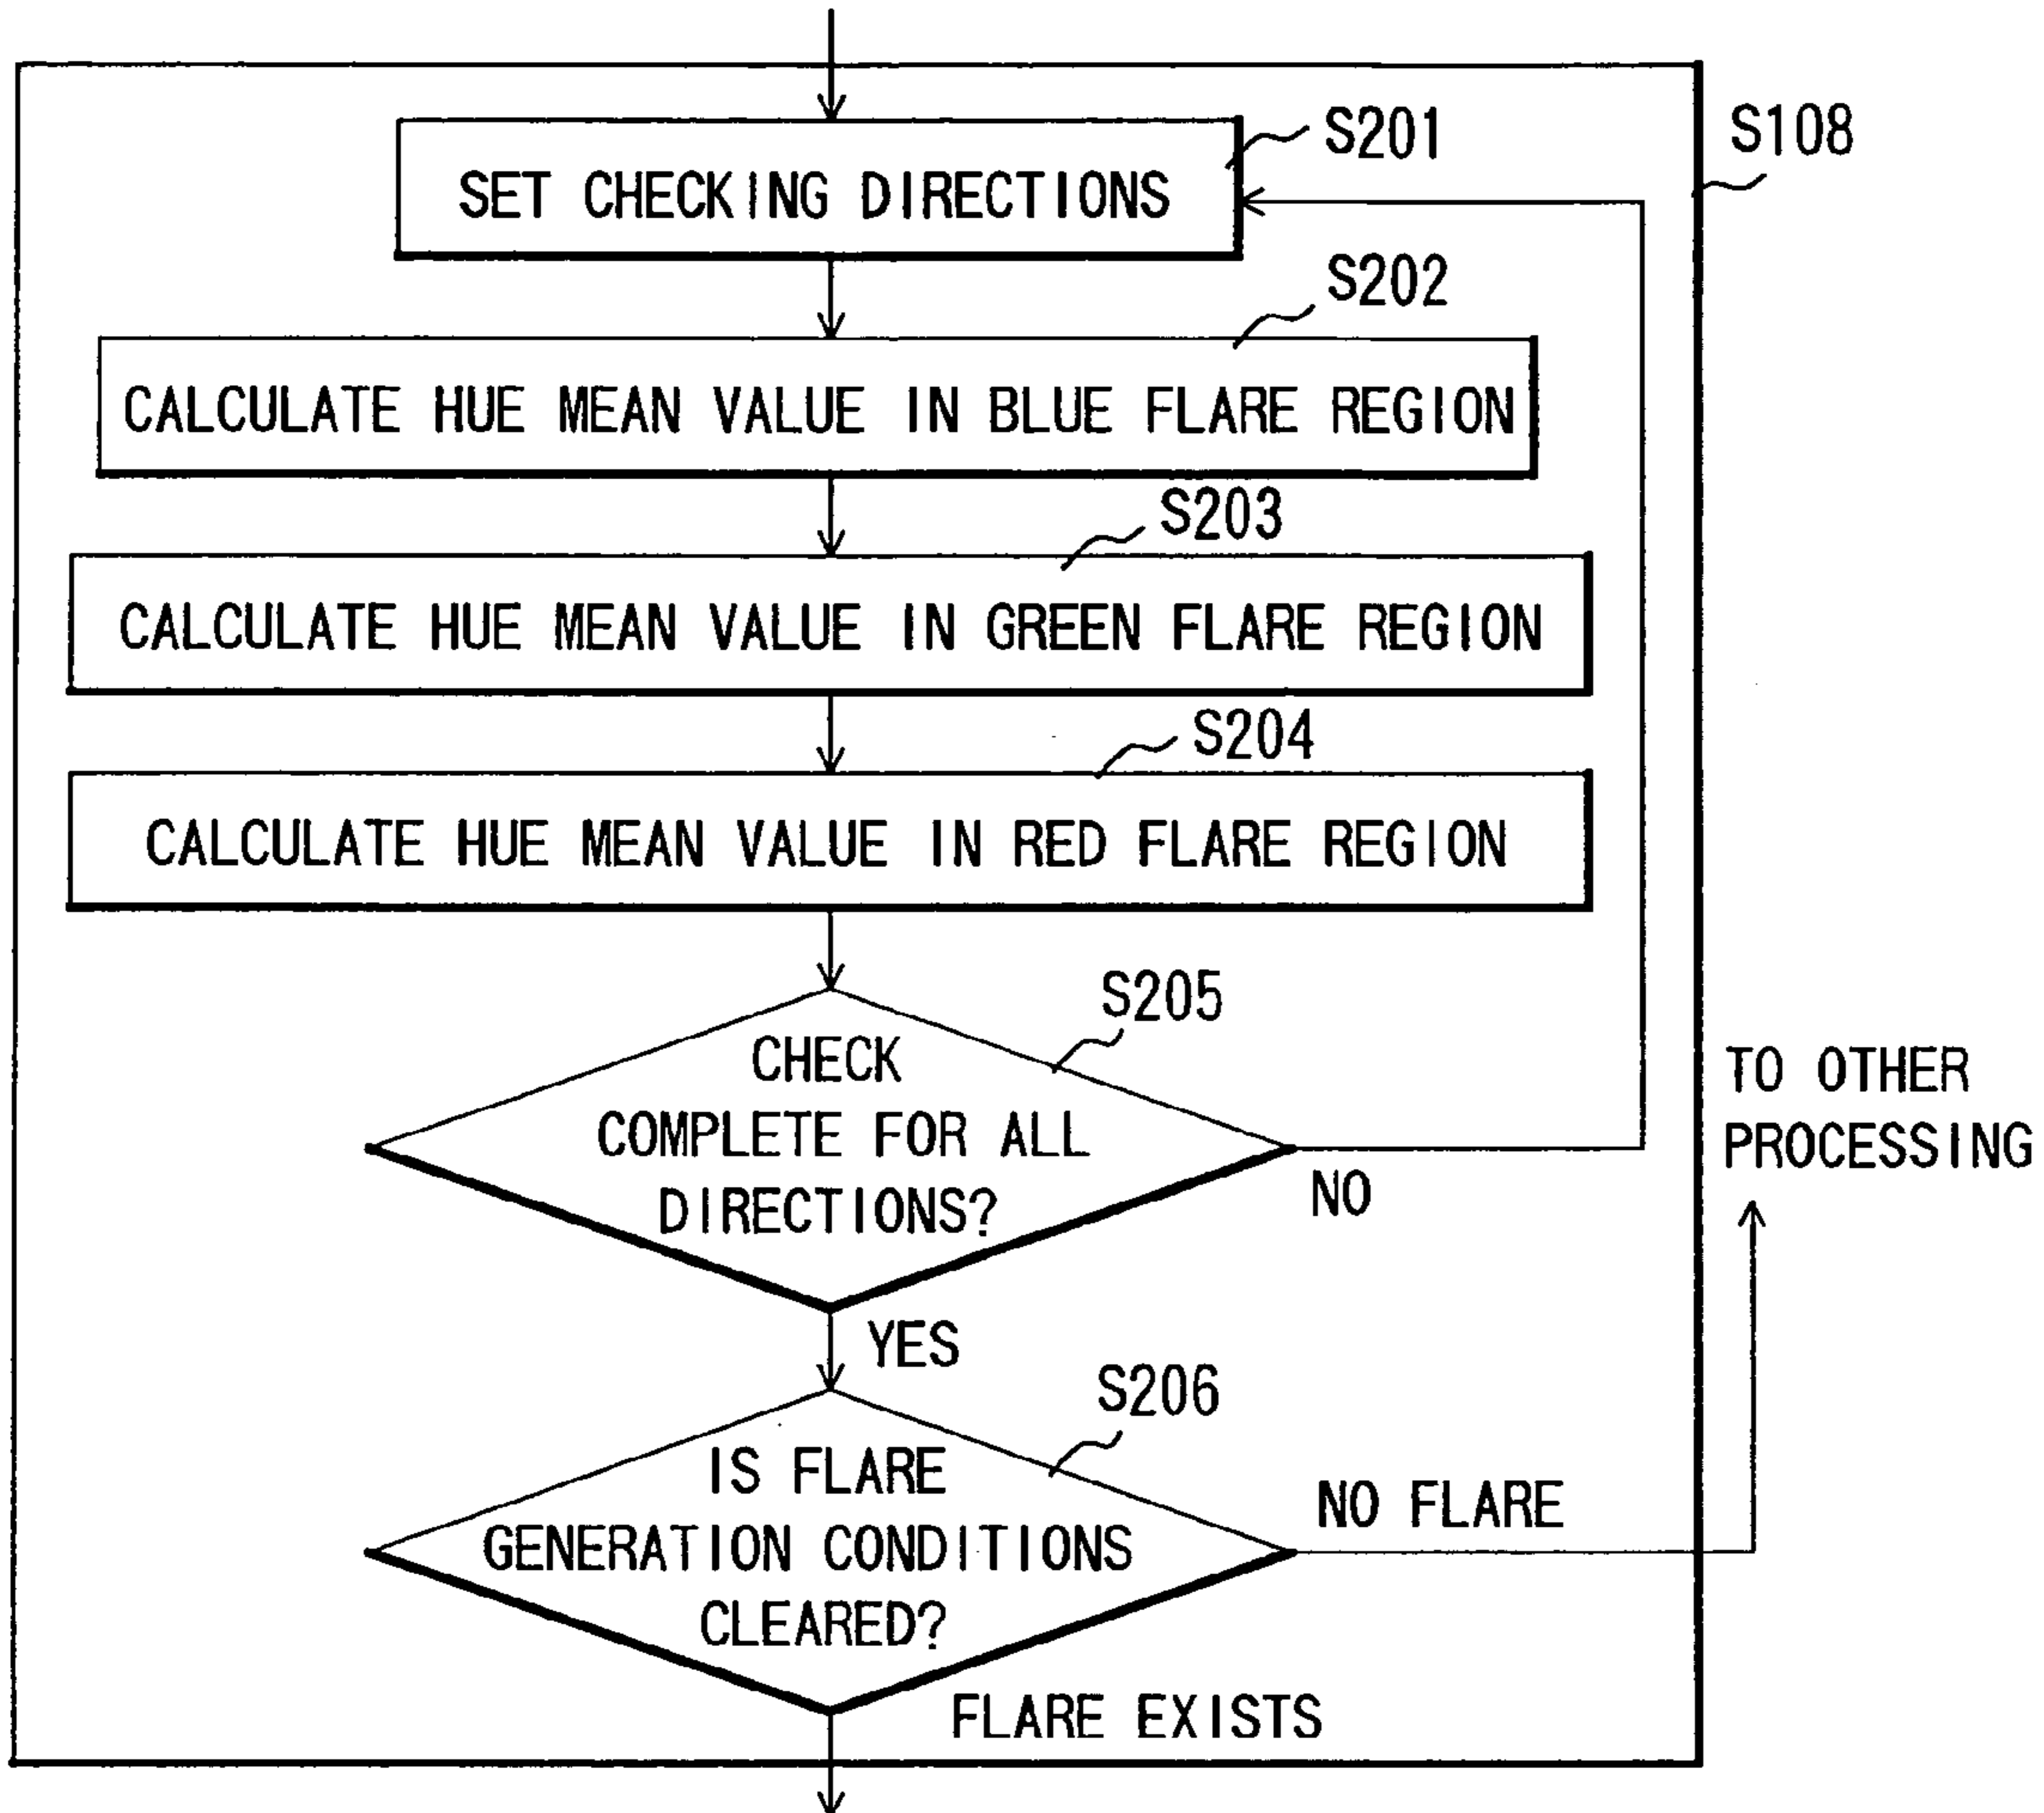 S201
S108
SET CHECKING DIRECTIONS
S202
CALCULATE HUE MEAN VALUE IN BLUE FLARE REGION
S203
CALCULATE HUE MEAN VALUE IN GREEN FLARE REGION
S204
CALCULATE HUE MEAN VALUE IN RED FLARE REGION
S205
CHECK
COMPLETE FOR ALL
DIRECTIONS?
NO
TO OTHER
PROCESSING
YES
S206
IS FLARE
GENERATION CONDITIONS
CLEARED?
NO FLARE
FLARE EXISTS